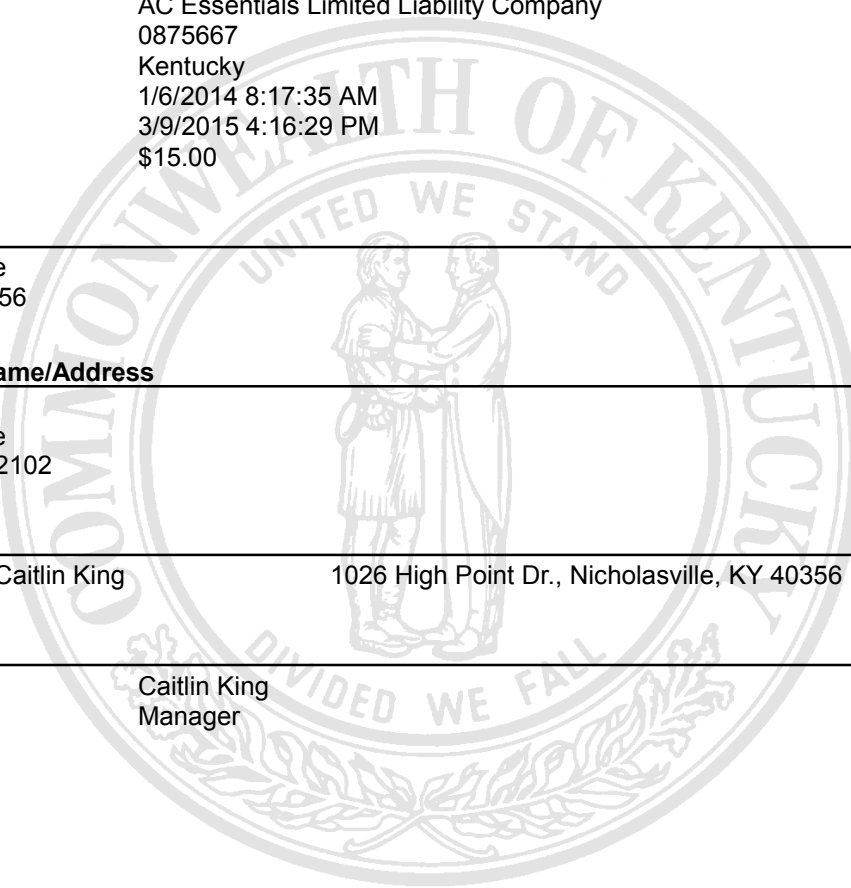 AC Essentials Limited Liability Company
0875667
Kentucky
1/6/2014 8:17:35 AM
3/9/2015 4:16:29 PM
$15.00
COMMONWEALTH OF KENTUCKY
UNITED WE STAND
e
56
ame/Address
e
2102
Caitlin King 1026 High Point Dr., Nicholasville, KY 40356
DIVIDED WE FALL
Caitlin King
Manager